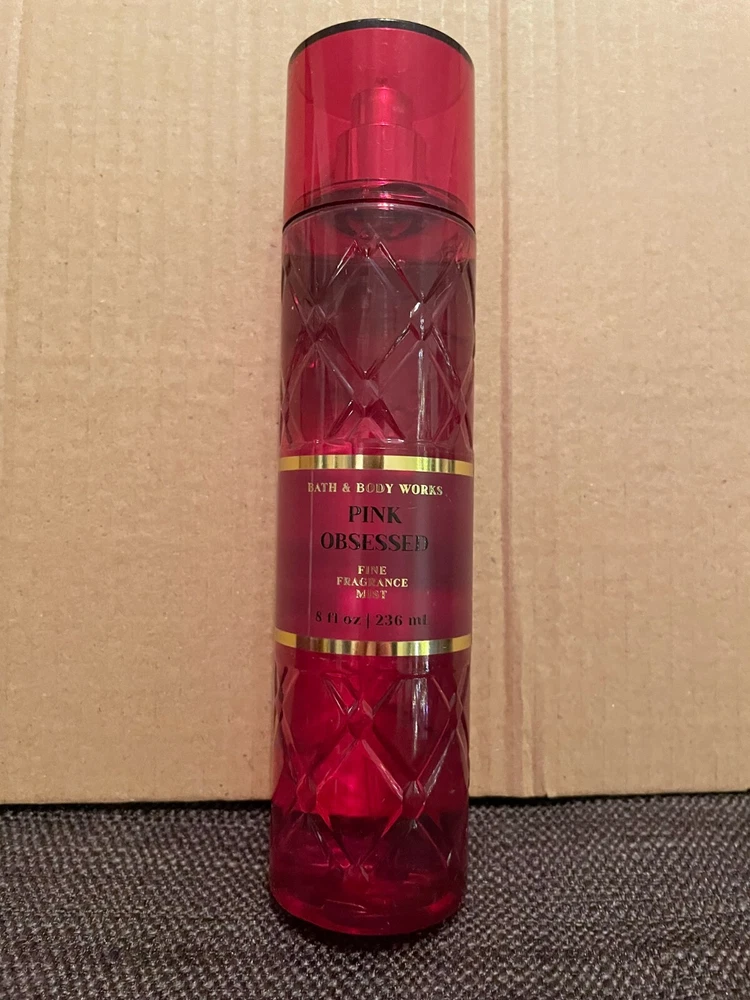 BATH & BODY WORKS
PINK
OBSESSED
FINE
FRAGRANCE
MIST
8 fl oz | 236 mL